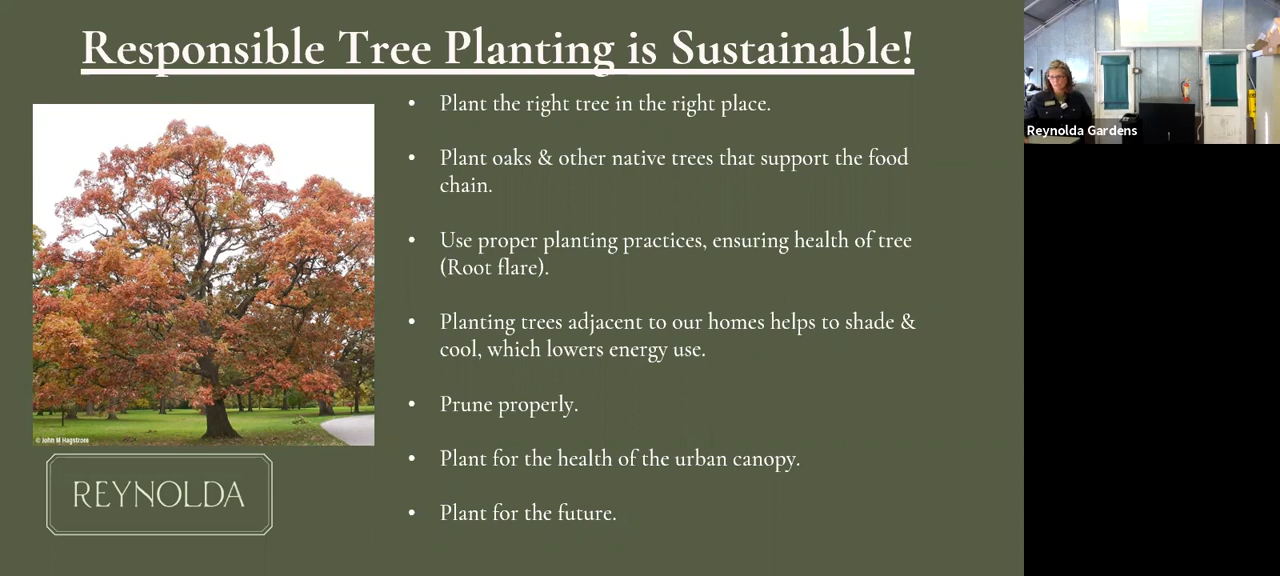 Responsible Tree Planting is Sustainable!
• Plant the right tree in the right place.
• Plant oaks & other native trees that support the food
chain.
• Use proper planting practices, ensuring health of tree
(Root flare).
• Planting trees adjacent to our homes helps to shade &
cool, which lowers energy use.
• Prune properly.
• Plant for the health of the urban canopy.
• Plant for the future.
© John M Hagstrom
REYNOLDA
Reynolda Gardens